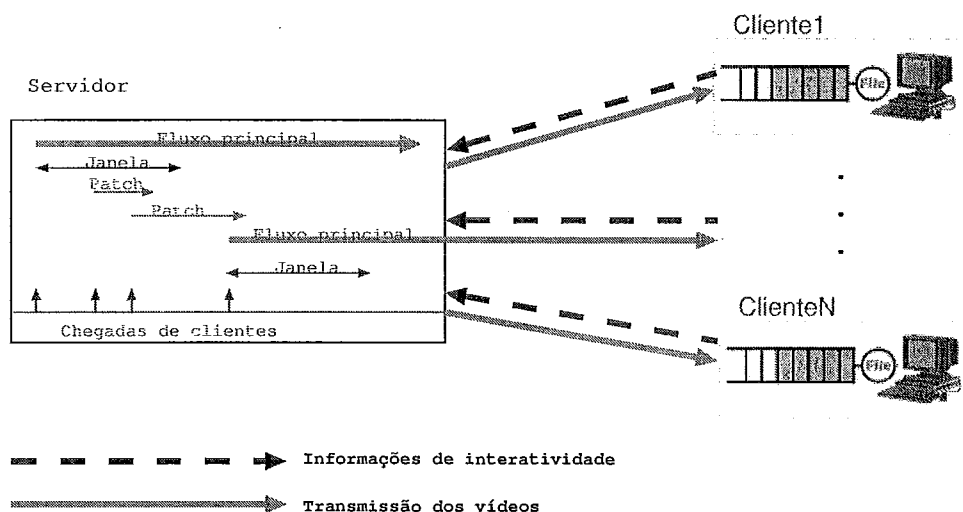 Cliente1
Servidor
File
Fluxo principal
Janela
Patch
Patch
Fluxo principal
Janela
ClienteN
Chegadas de clientes
File
Informações de interatividade
Transmissão dos vídeos